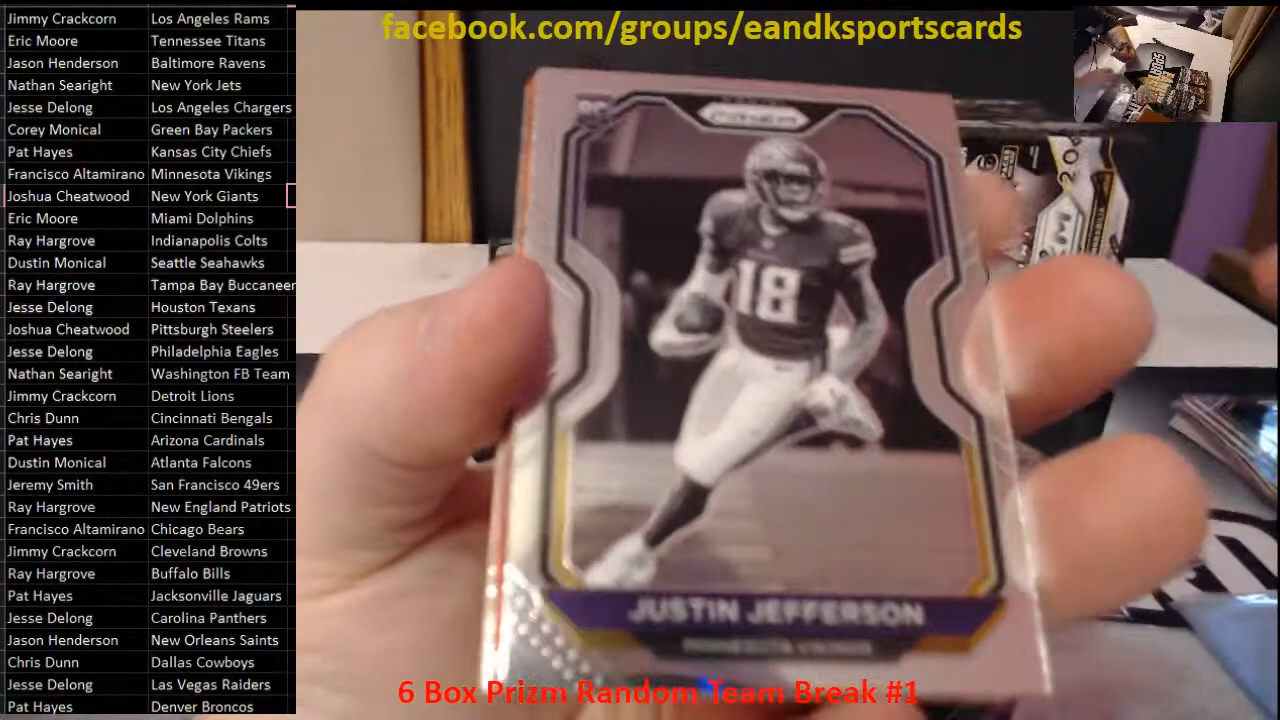 facebook.com/groups/eandksportscards
Jimmy Crackcorn Los Angeles Rams
Eric Moore Tennessee Titans
Jason Henderson Baltimore Ravens
Nathan Searight New York Jets
Jesse Delong Los Angeles Chargers
Corey Monical Green Bay Packers
Pat Hayes Kansas City Chiefs
Francisco Altamirano Minnesota Vikings
Joshua Cheatwood New York Giants
Eric Moore Miami Dolphins
Ray Hargrove Indianapolis Colts
Dustin Monical Seattle Seahawks
Ray Hargrove Tampa Bay Buccaneer
Jesse Delong Houston Texans
Joshua Cheatwood Pittsburgh Steelers
Jesse Delong Philadelphia Eagles
Nathan Searight Washington FB Team
Jimmy Crackcorn Detroit Lions
Chris Dunn Cincinnati Bengals
Pat Hayes Arizona Cardinals
Dustin Monical Atlanta Falcons
Jeremy Smith San Francisco 49ers
Ray Hargrove New England Patriots
Francisco Altamirano Chicago Bears
Jimmy Crackcorn Cleveland Browns
Ray Hargrove Buffalo Bills
Pat Hayes Jacksonville Jaguars
Jesse Delong Carolina Panthers
Jason Henderson New Orleans Saints
Chris Dunn Dallas Cowboys
Jesse Delong Las Vegas Raiders
Pat Hayes Denver Broncos
RC
PRIZM
18
JUSTIN JEFFERSON
MINNESOTA VIKINGS
6 Box Prizm Random Team Break #1